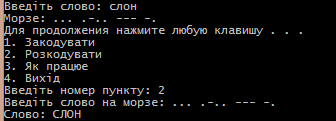 Введіть слово: слон
Морзе: ... .-.. --- -.
Для продолжения нажмите любую клавишу . . .
1. Закодувати
2. Розкодувати
3. Як працює
4. Вихід
Введіть номер пункту: 2
Введіть слово на морзе: ... .-.. --- -.
Слово: СЛОН